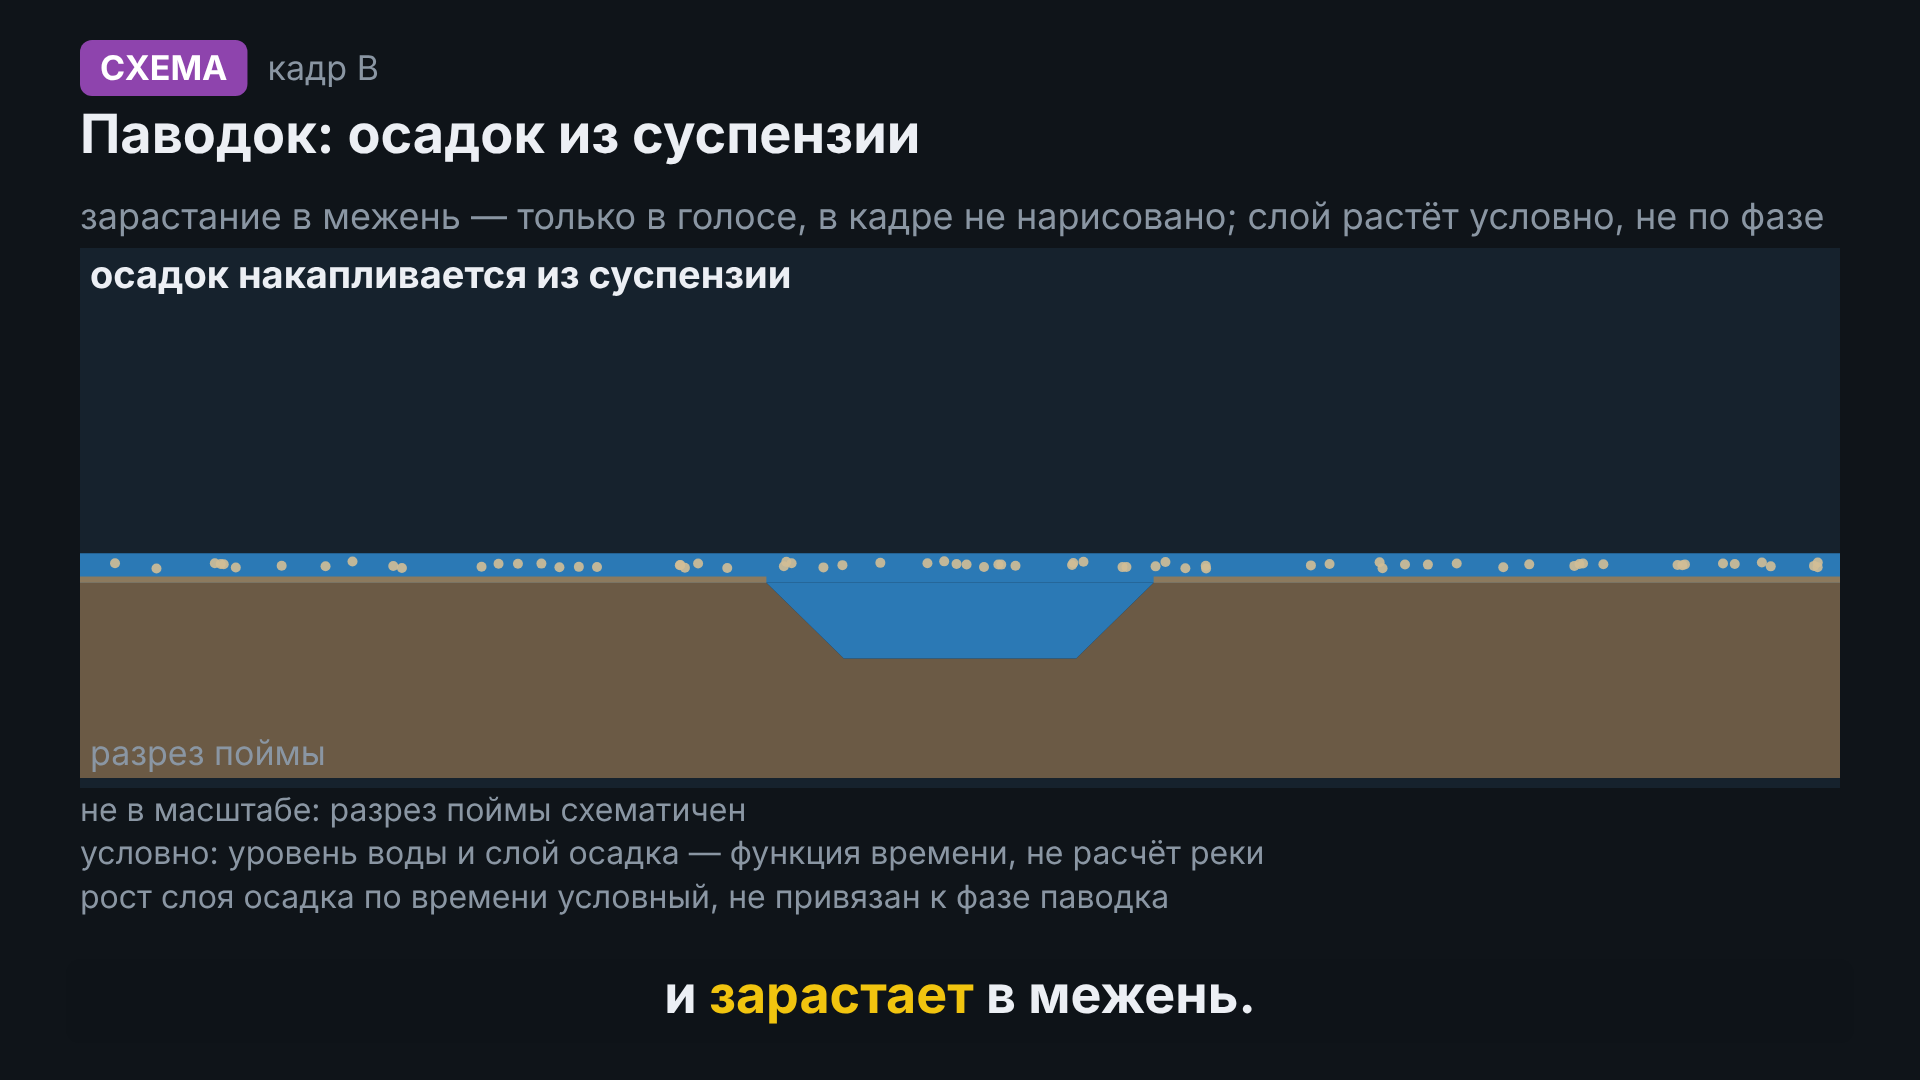 СХЕМА кадр B
Паводок: осадок из суспензии
зарастание в межень — только в голосе, в кадре не нарисовано; слой растёт условно, не по фазе
осадок накапливается из суспензии
разрез поймы
не в масштабе: разрез поймы схематичен
условно: уровень воды и слой осадка — функция времени, не расчёт реки
рост слоя осадка по времени условный, не привязан к фазе паводка
и зарастает в межень.